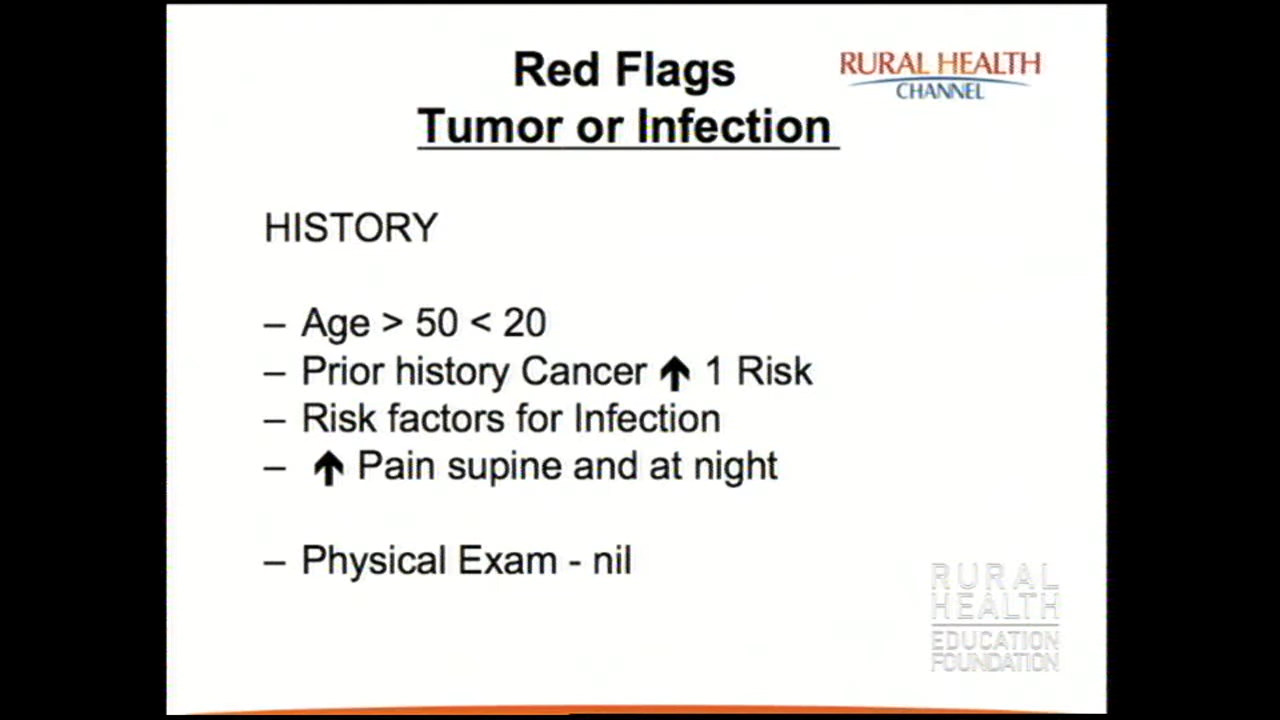 Red Flags
Tumor or Infection
RURAL HEALTH
CHANNEL
HISTORY
– Age > 50 < 20
– Prior history Cancer ↑ 1 Risk
– Risk factors for Infection
– ↑ Pain supine and at night
– Physical Exam - nil
RURAL
HEALTH
EDUCATION
FOUNDATION